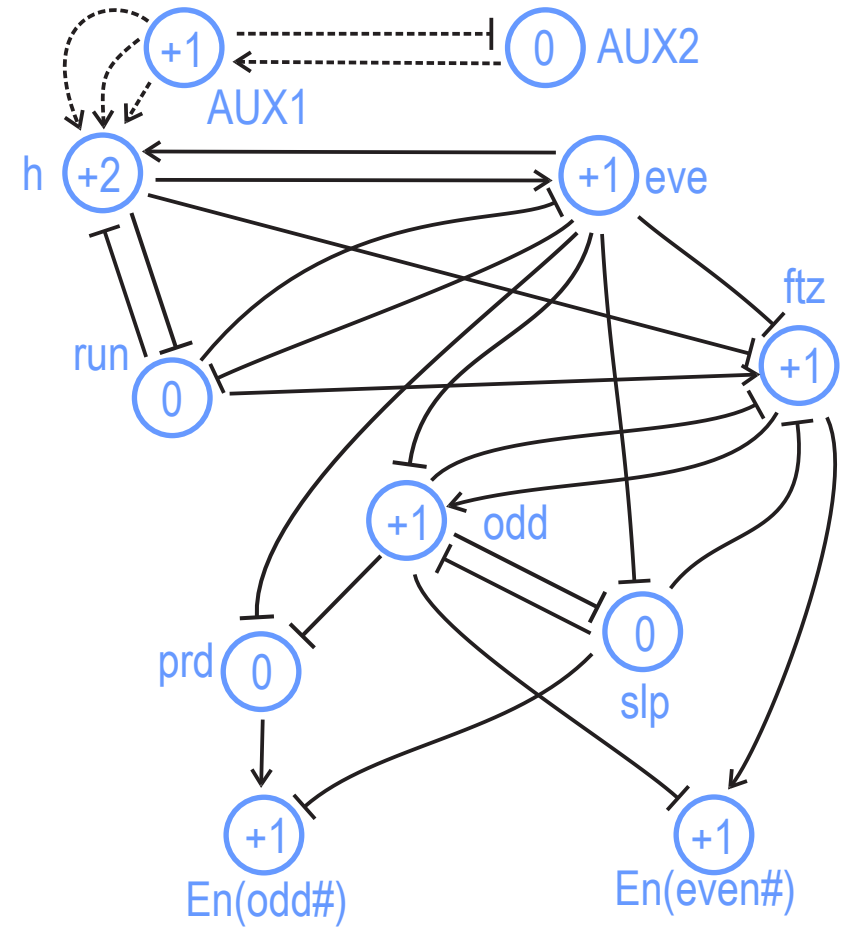 +1
0
AUX2
AUX1
h
+2
+1
eve
ftz
run
0
+1
+1
odd
prd
0
0
slp
+1
En(odd#)
+1
En(even#)